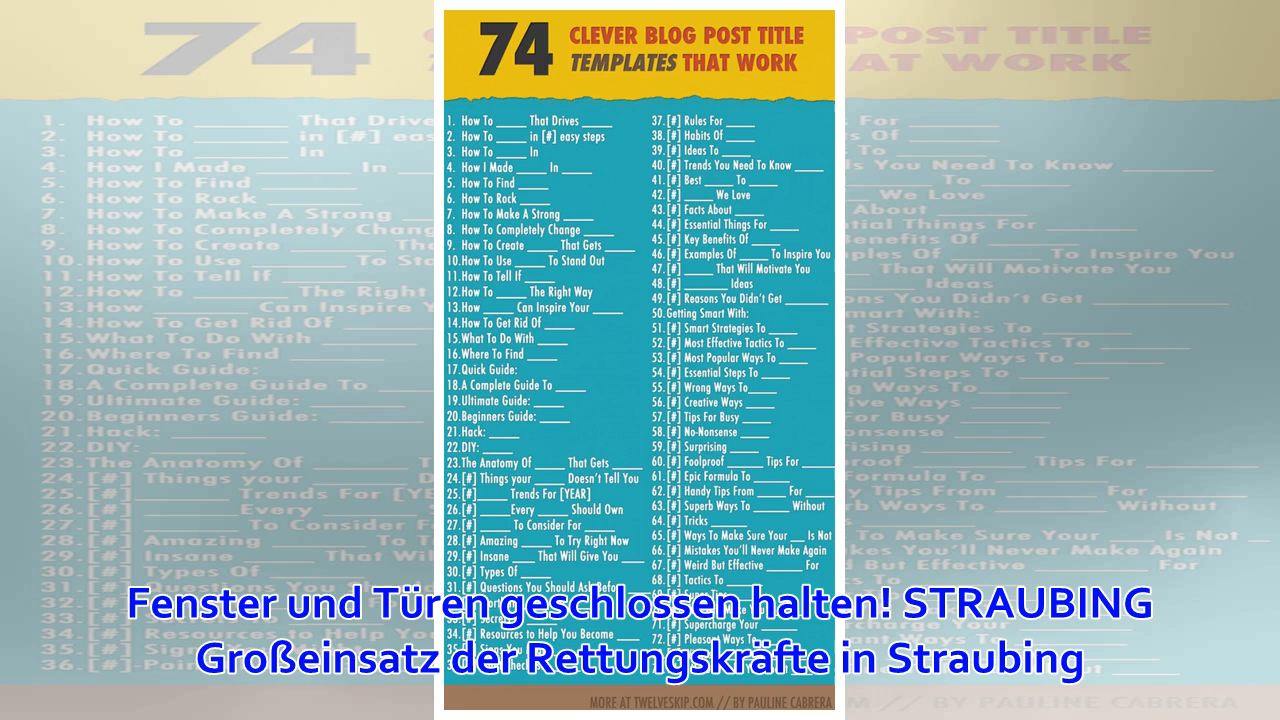 74 CLEVER BLOG POST TITLE
TEMPLATES THAT WORK
1. How To _____ That Drives _____
2. How To _____ in [#] easy steps
3. How To _____ In
4. How I Made _____ In _____
5. How To Find _____
6. How To Rock _____
7. How To Make A Strong _____
8. How To Completely Change _____
9. How To Create _____ That Gets _____
10. How To Use _____ To Stand Out
11. How To Tell If _____
12. How To _____ The Right Way
13. How _____ Can Inspire Your _____
14. How To Get Rid Of _____
15. What To Do With _____
16. Where To Find _____
17. Quick Guide:
18. A Complete Guide To _____
19. Ultimate Guide: _____
20. Beginners Guide: _____
21. Hack: _____
22. DIY: _____
23. The Anatomy Of _____ That Gets _____
24. [#] Things your _____ Doesn't Tell You
25. [#] _____ Trends For [YEAR]
26. [#] _____ Every _____ Should Own
27. [#] _____ To Consider For _____
28. [#] Amazing _____ To Try Right Now
29. [#] Insane _____ That Will Give You _____
30. [#] Types Of _____
31. [#] Questions You Should Ask
34. [#] Resources to Help You Become _____
37. [#] Rules For _____
38. [#] Habits Of _____
39. [#] Ideas To _____
40. [#] Trends You Need To Know _____
41. [#] Best _____ To _____
42. [#] _____ We Love
43. [#] Facts About _____
44. [#] Essential Things For _____
45. [#] Key Benefits Of _____
46. [#] Examples Of _____ To Inspire You
47. [#] _____ That Will Motivate You
48. [#] _____ Ideas
49. [#] Reasons You Didn't Get _____
50. Getting Smart With:
51. [#] Smart Strategies To _____
52. [#] Most Effective Tactics To _____
53. [#] Most Popular Ways To _____
54. [#] Essential Steps To _____
55. [#] Wrong Ways To _____
56. [#] Creative Ways _____
57. [#] Tips For Busy _____
58. [#] No-Nonsense _____
59. [#] Surprising _____
60. [#] Foolproof _____ Tips For _____
61. [#] Epic Formula To _____
62. [#] Handy Tips From _____ For _____
63. [#] Superb Ways To _____ Without
64. [#] Tricks _____
65. [#] Ways To Make Sure Your __ Is Not
66. [#] Mistakes You'll Never Make Again
67. [#] Weird But Effective _____ For
68. [#] Tactics To _____
71. [#] Supercharge Your _____
72. [#] Pleasant Ways To
Fenster und Türen geschlossen halten! STRAUBING
Großeinsatz der Rettungskräfte in Straubing
MORE AT TWELVESKIP.COM // BY PAULINE CABRERA